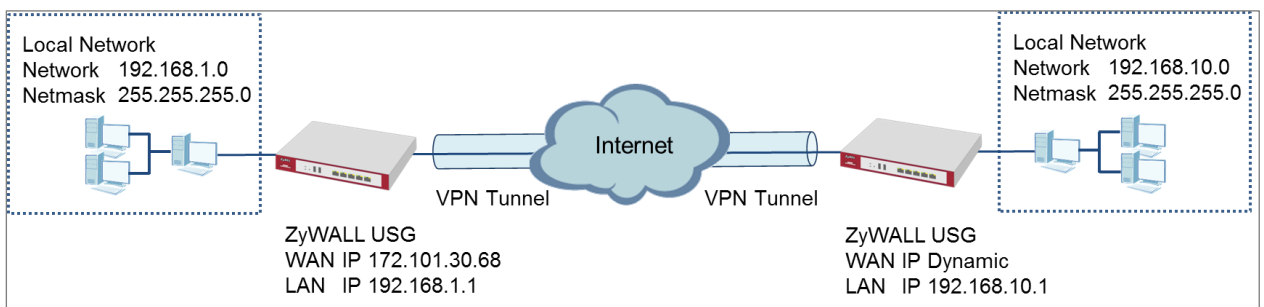 Local Network
Network 192.168.1.0
Netmask 255.255.255.0
Local Network
Network 192.168.10.0
Netmask 255.255.255.0
Internet
VPN Tunnel
VPN Tunnel
ZyWALL USG
WAN IP 172.101.30.68
LAN IP 192.168.1.1
ZyWALL USG
WAN IP Dynamic
LAN IP 192.168.10.1